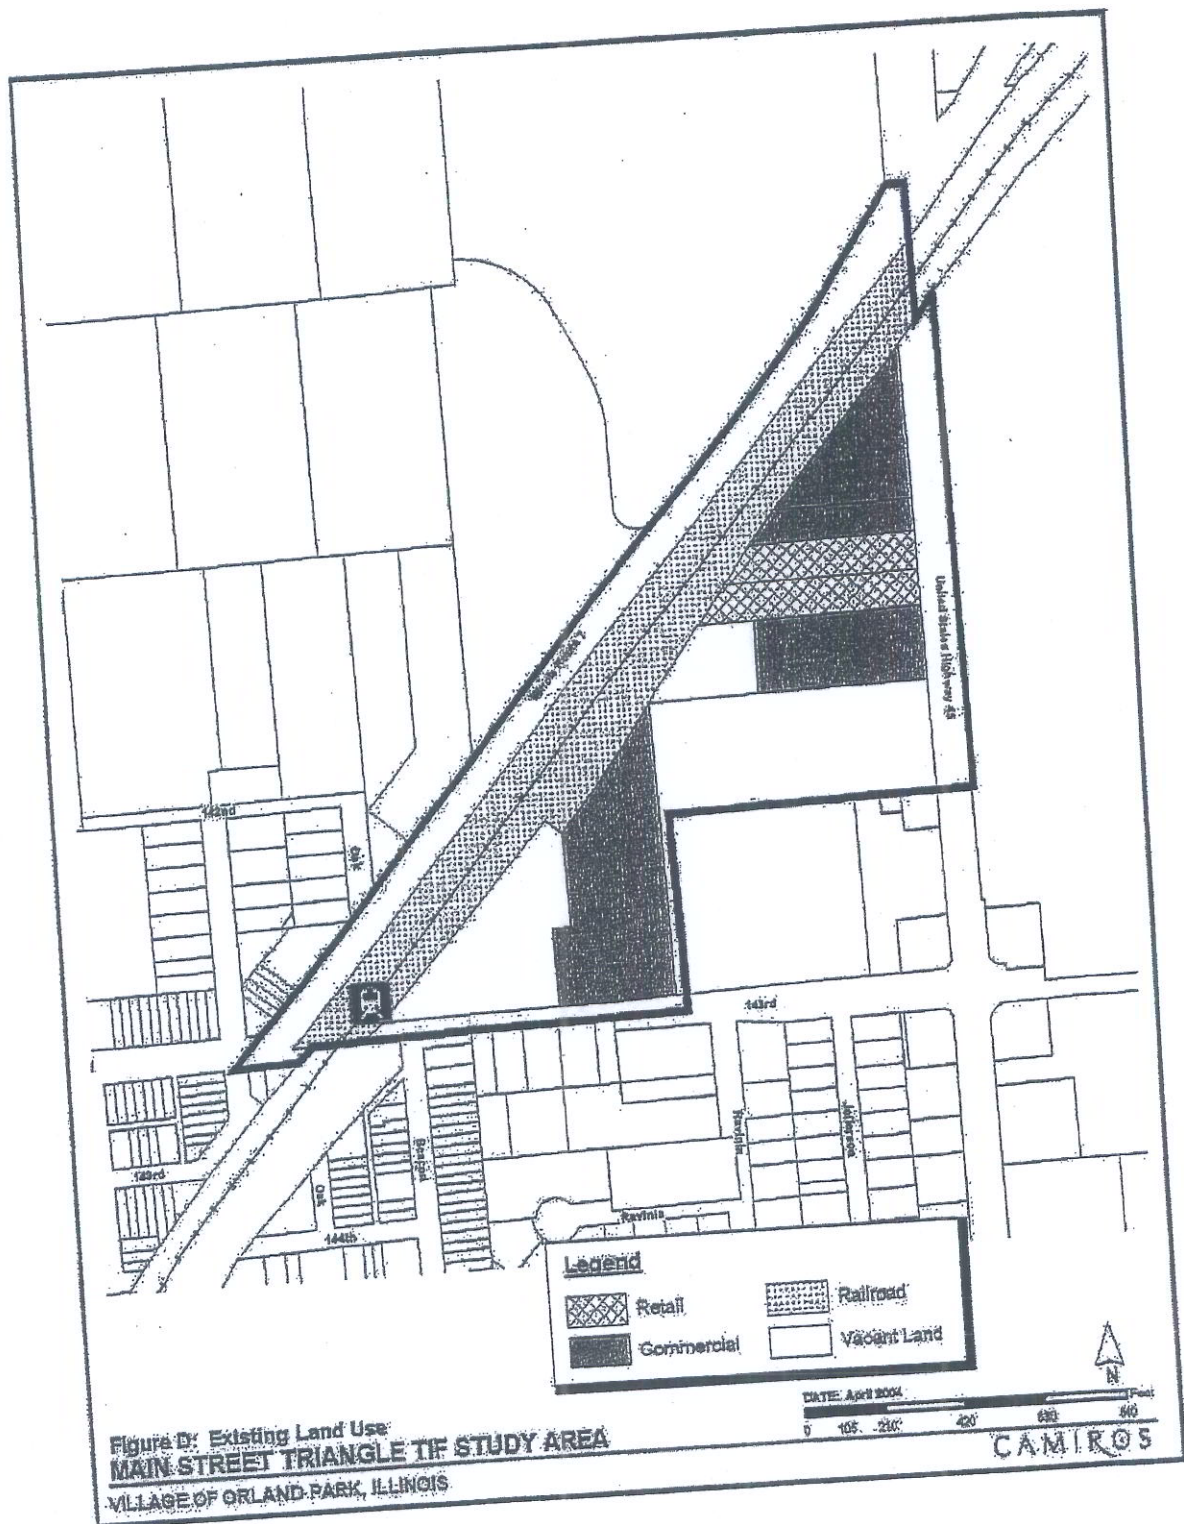 United States Highway 45
142nd
Oak
143rd
143rd
Ravinia
Jefferson
Beacon
Oak
144th
Ravinia
Legend
Retail
Railroad
Commercial
Vacant Land
N
DATE: April 2004
Feet
0 105 210 420 630 840
Figure D: Existing Land Use
MAIN STREET TRIANGLE TIF STUDY AREA
CAMIROS
VILLAGE OF ORLAND PARK, ILLINOIS